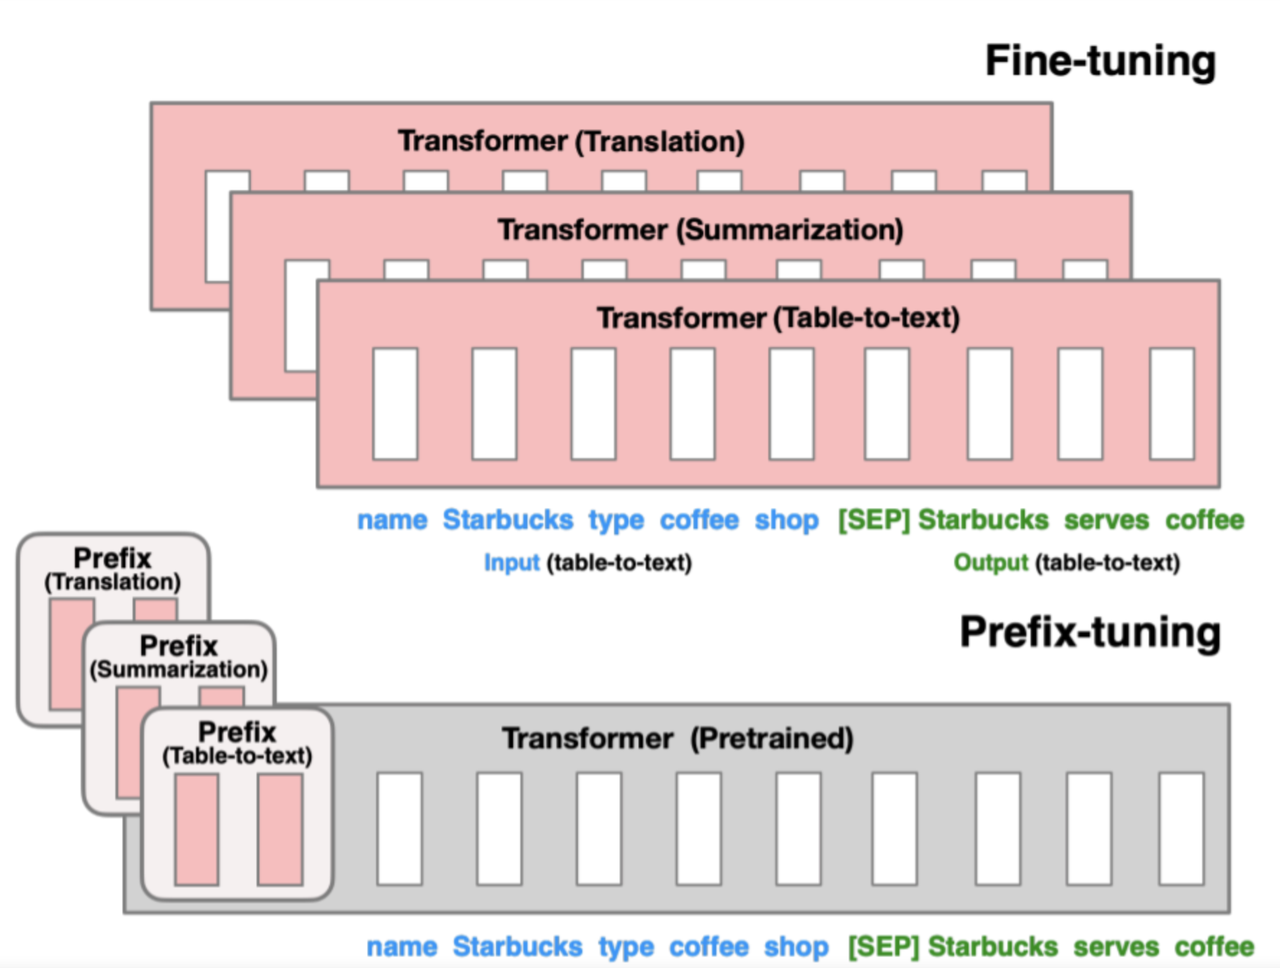 Fine-tuning
Transformer (Translation)
Transformer (Summarization)
Transformer (Table-to-text)
name Starbucks type coffee shop [SEP] Starbucks serves coffee
Input (table-to-text) Output (table-to-text)
Prefix-tuning
Prefix
(Translation)
Prefix
(Summarization)
Prefix
(Table-to-text)
Transformer (Pretrained)
name Starbucks type coffee shop [SEP] Starbucks serves coffee